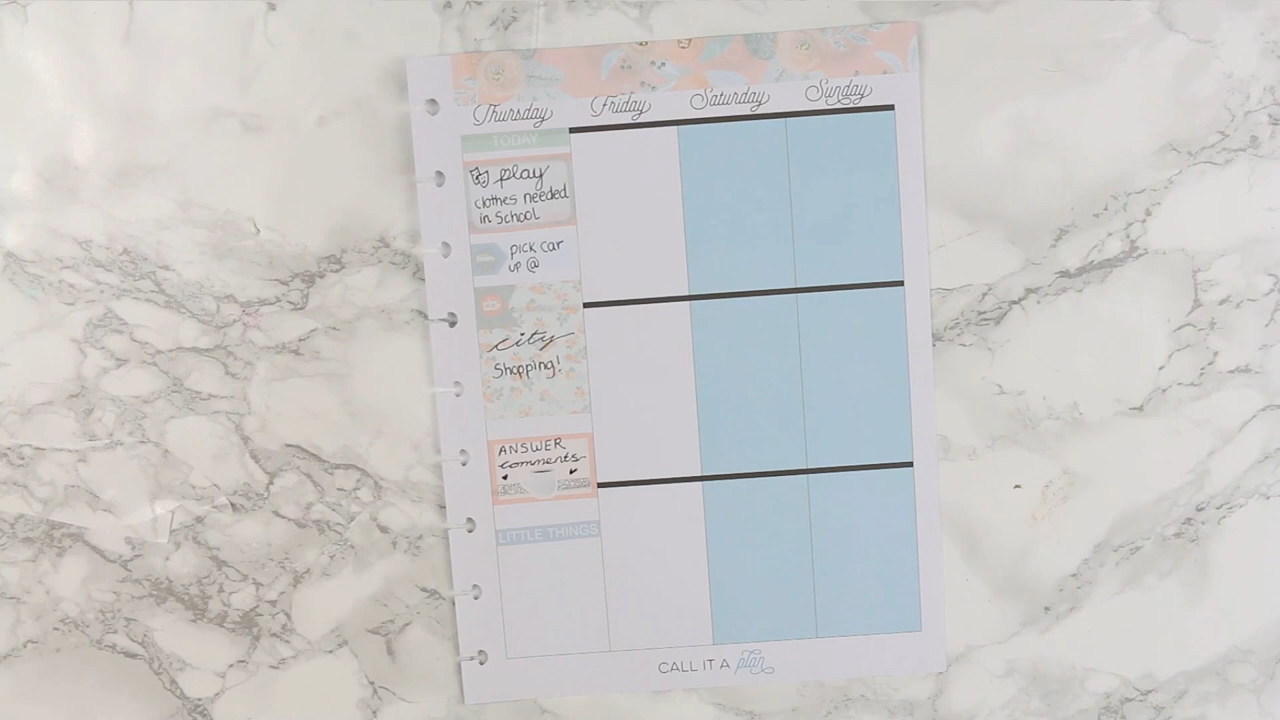 Thursday Friday Saturday Sunday
TODAY
play
clothes needed
in School
pick car
up @
city
Shopping!
ANSWER
comments
LITTLE THINGS
CALL IT A plan